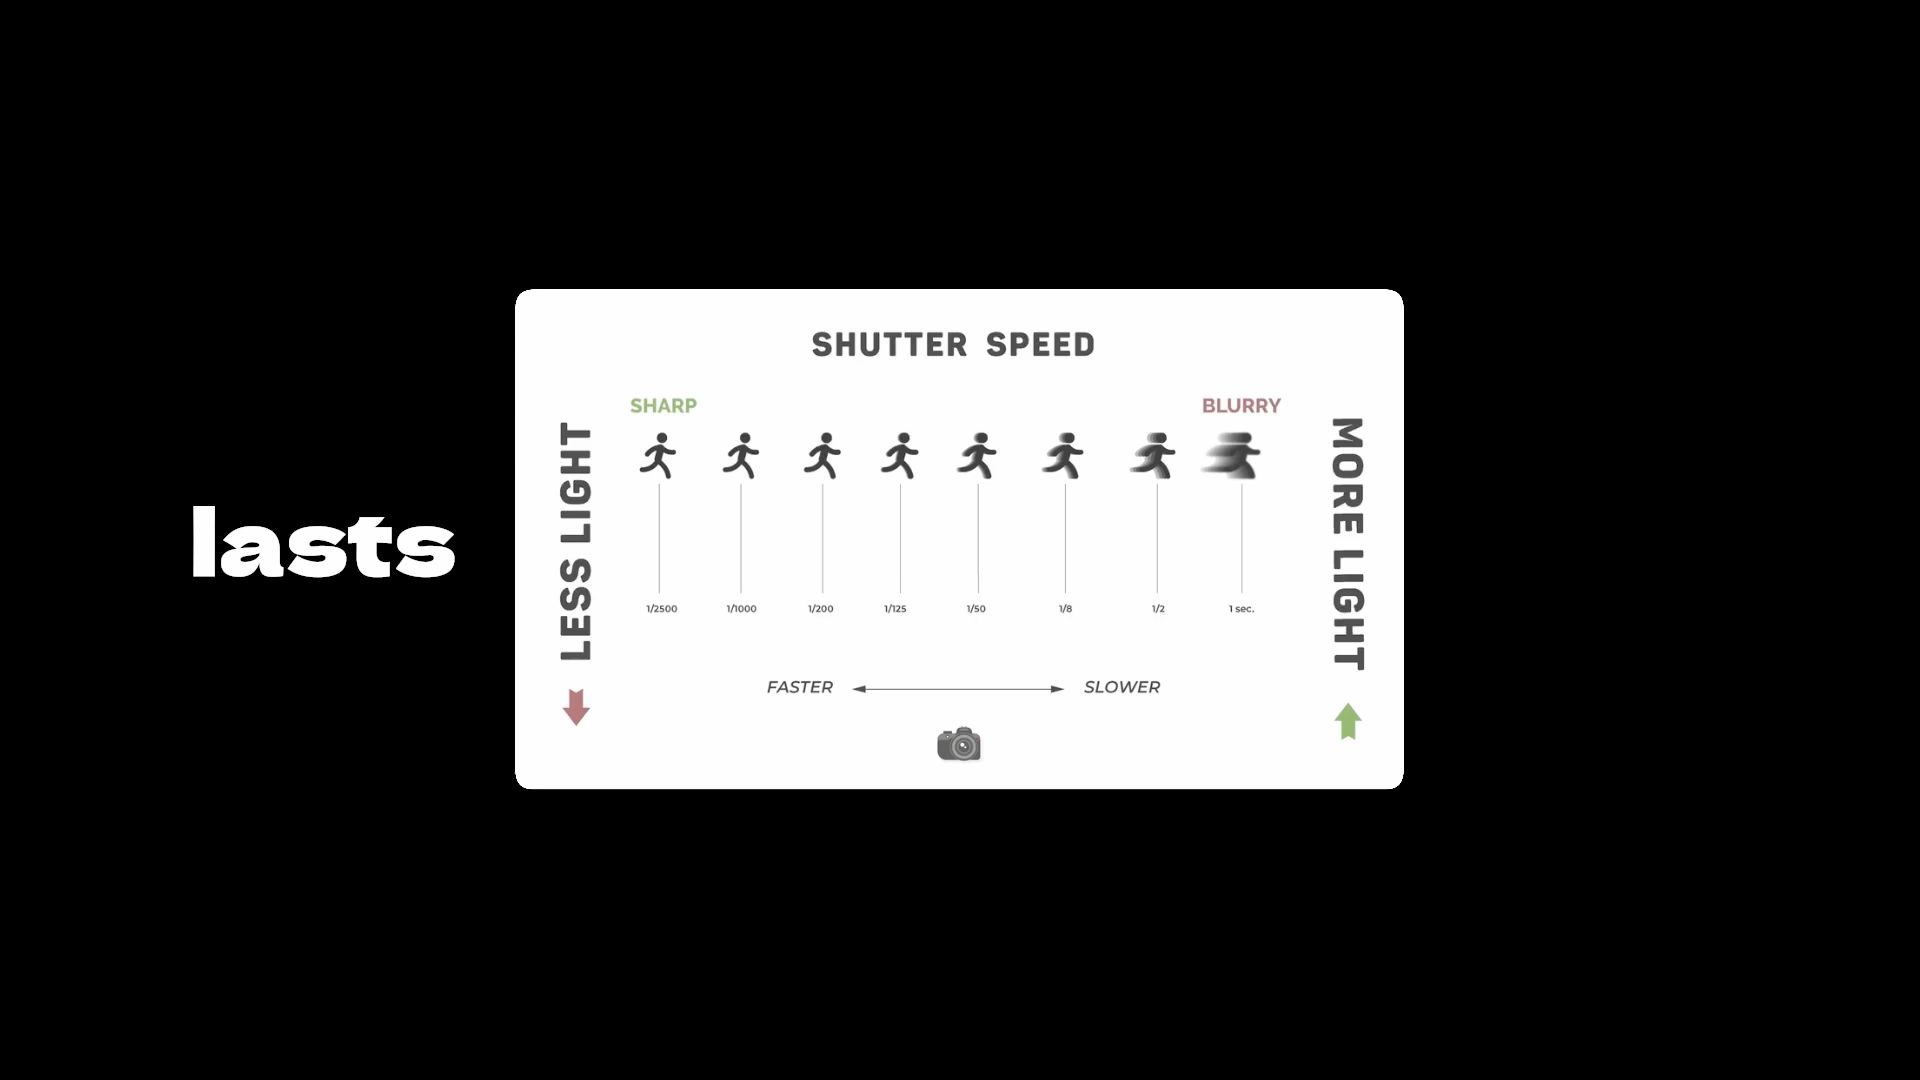 lasts
SHUTTER SPEED
SHARP
BLURRY
LESS LIGHT
MORE LIGHT
1/2500 1/1000 1/200 1/125 1/50 1/8 1/2 1 sec.
FASTER SLOWER